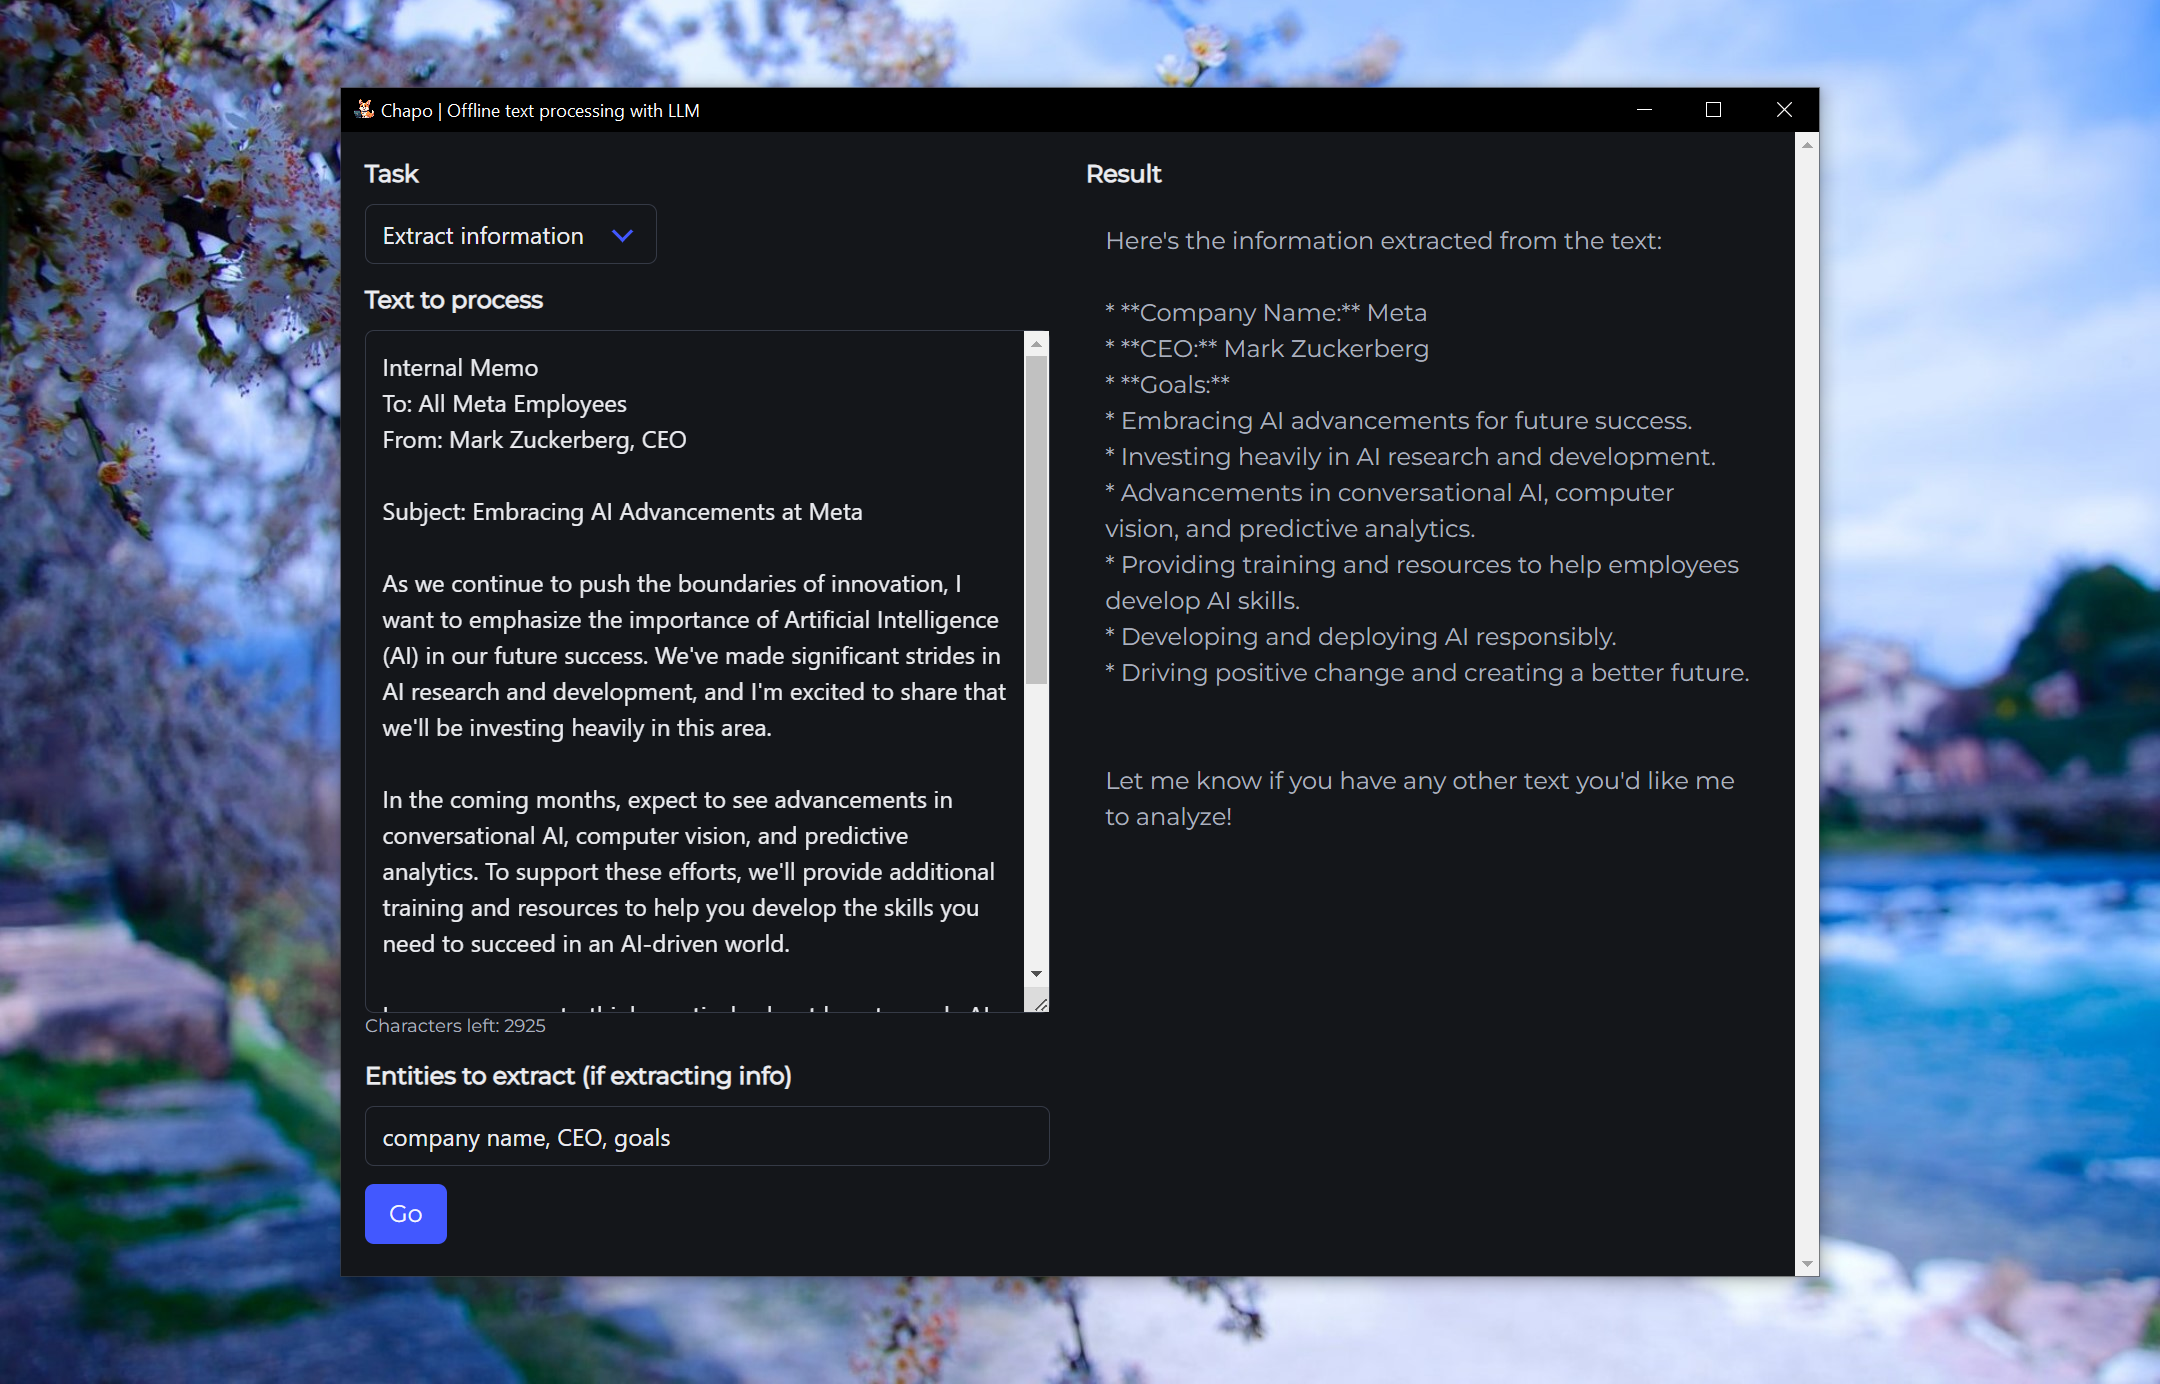 Chapo | Offline text processing with LLM
Task
Extract information
Text to process
Internal Memo
To: All Meta Employees
From: Mark Zuckerberg, CEO
Subject: Embracing AI Advancements at Meta
As we continue to push the boundaries of innovation, I
want to emphasize the importance of Artificial Intelligence
(AI) in our future success. We've made significant strides in
AI research and development, and I'm excited to share that
we'll be investing heavily in this area.
In the coming months, expect to see advancements in
conversational AI, computer vision, and predictive
analytics. To support these efforts, we'll provide additional
training and resources to help you develop the skills you
need to succeed in an AI-driven world.
Characters left: 2925
Entities to extract (if extracting info)
company name, CEO, goals
Go
Result
Here's the information extracted from the text:
* **Company Name:** Meta
* **CEO:** Mark Zuckerberg
* **Goals:**
* Embracing AI advancements for future success.
* Investing heavily in AI research and development.
* Advancements in conversational AI, computer
vision, and predictive analytics.
* Providing training and resources to help employees
develop AI skills.
* Developing and deploying AI responsibly.
* Driving positive change and creating a better future.
Let me know if you have any other text you'd like me
to analyze!